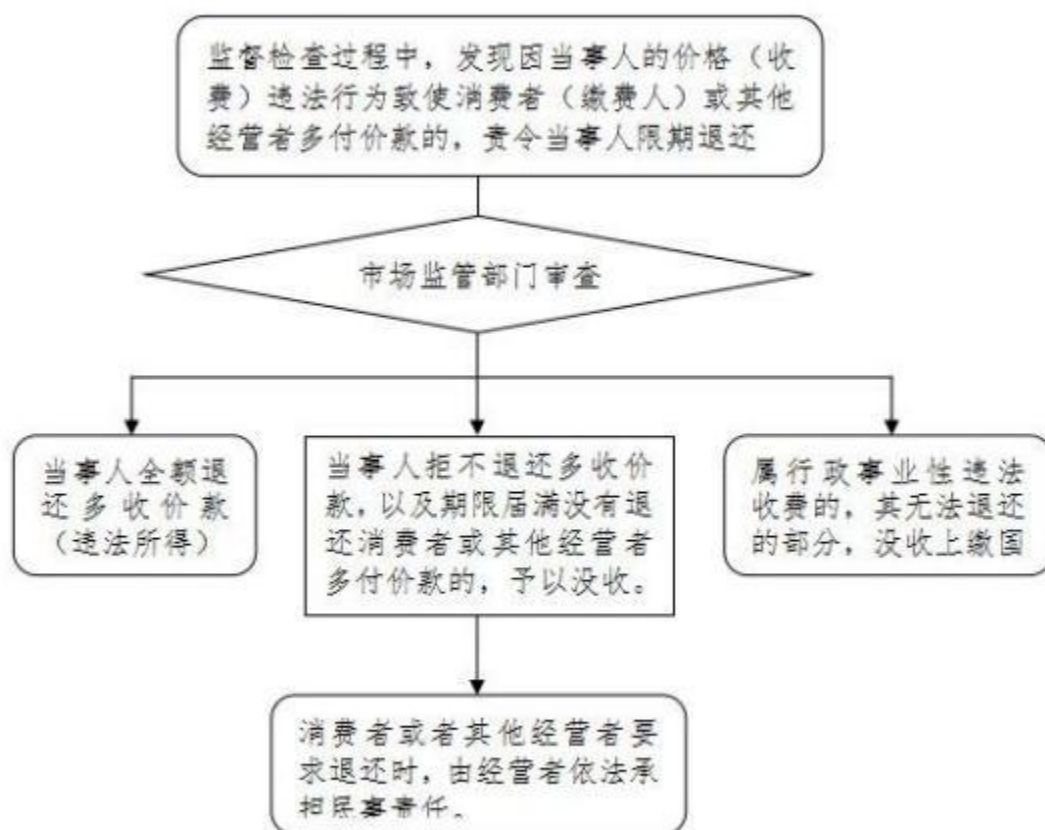 监督检查过程中，发现因当事人的价格（收
费）违法行为致使消费者（缴费人）或其他
经营者多付价款的，责令当事人限期退还
市场监管部门审查
当事人全额退
还多收价款
（违法所得）
当事人拒不退还多收价
款，以及期限届满没有退
还消费者或其他经营者
多付价款的，予以没收。
属行政事业性违法
收费的，其无法退还
的部分，没收上缴国
消费者或者其他经营者要
求退还时，由经营者依法承
担民事责任。